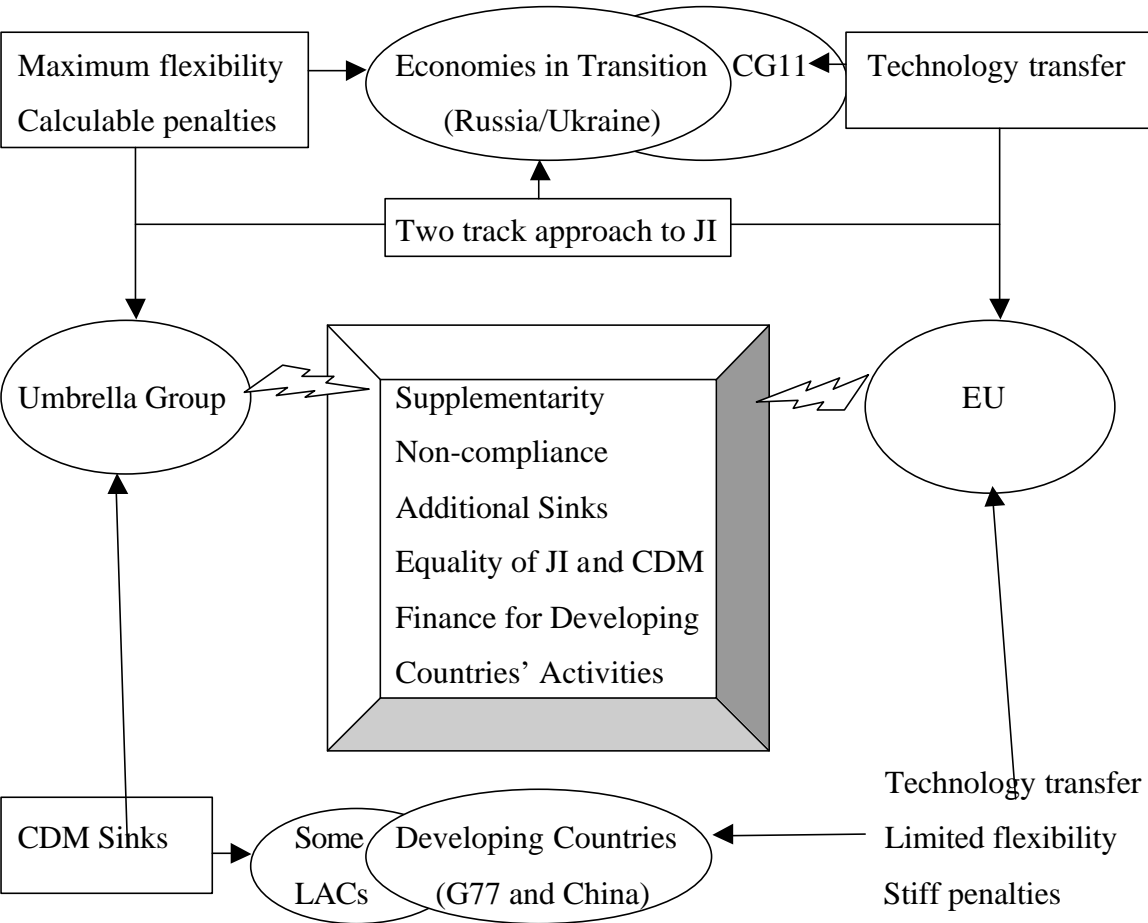 Maximum flexibility
Calculable penalties
Economies in Transition
(Russia/Ukraine)
CG11
Technology transfer
Two track approach to JI
Umbrella Group
Supplementarity
Non-compliance
Additional Sinks
Equality of JI and CDM
Finance for Developing
Countries’ Activities
EU
CDM Sinks
Some
LACs
Developing Countries
(G77 and China)
Technology transfer
Limited flexibility
Stiff penalties